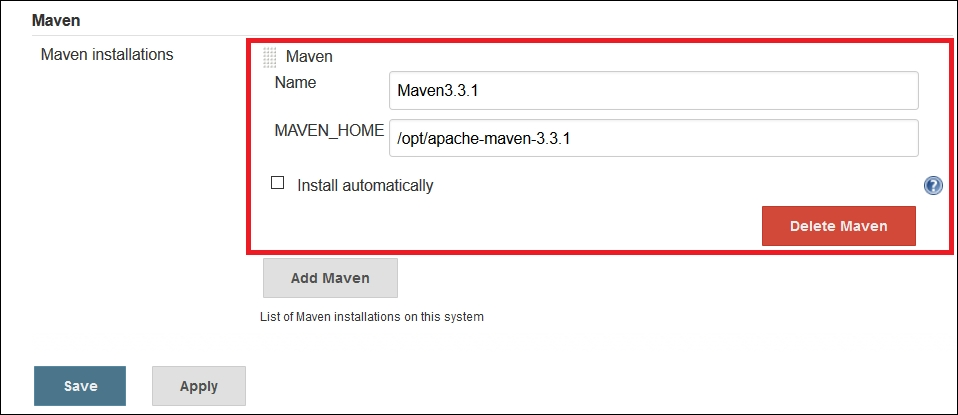 Maven
Maven installations
Maven
Name
Maven3.3.1
MAVEN_HOME
/opt/apache-maven-3.3.1
Install automatically
?
Delete Maven
Add Maven
List of Maven installations on this system
Save
Apply